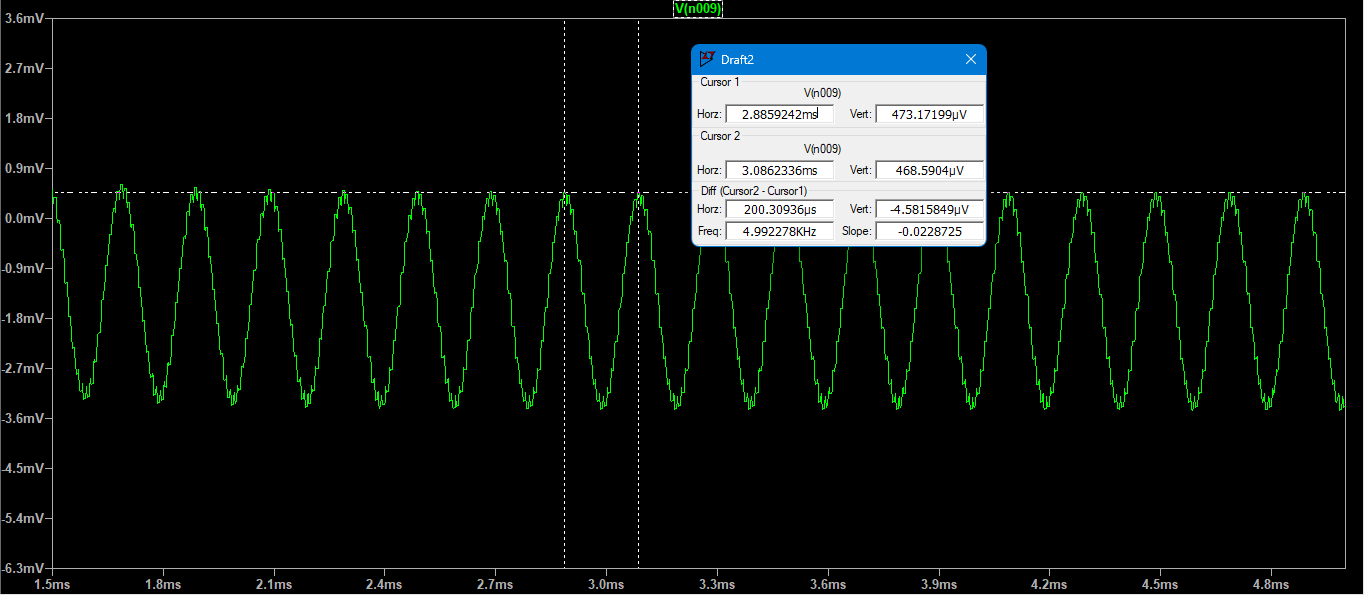 V(n009)
3.6mV
2.7mV
1.8mV
0.9mV
0.0mV
-0.9mV
-1.8mV
-2.7mV
-3.6mV
-4.5mV
-5.4mV
-6.3mV
1.5ms 1.8ms 2.1ms 2.4ms 2.7ms 3.0ms 3.3ms 3.6ms 3.9ms 4.2ms 4.5ms 4.8ms
Draft2
Cursor 1
V(n009)
Horz: 2.8859242ms Vert: 473.17199µV
Cursor 2
V(n009)
Horz: 3.0862336ms Vert: 468.5904µV
Diff (Cursor2 - Cursor1)
Horz: 200.30936µs Vert: -4.5815849µV
Freq: 4.992278KHz Slope: -0.0228725